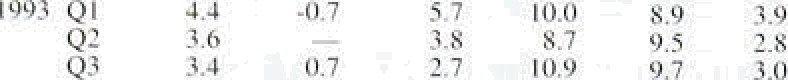 1993 Q1 4.4 -0.7 5.7 10.0 8.9 3.9
Q2 3.6 — 3.8 8.7 9.5 2.8
Q3 3.4 0.7 2.7 10.9 9.7 3.0